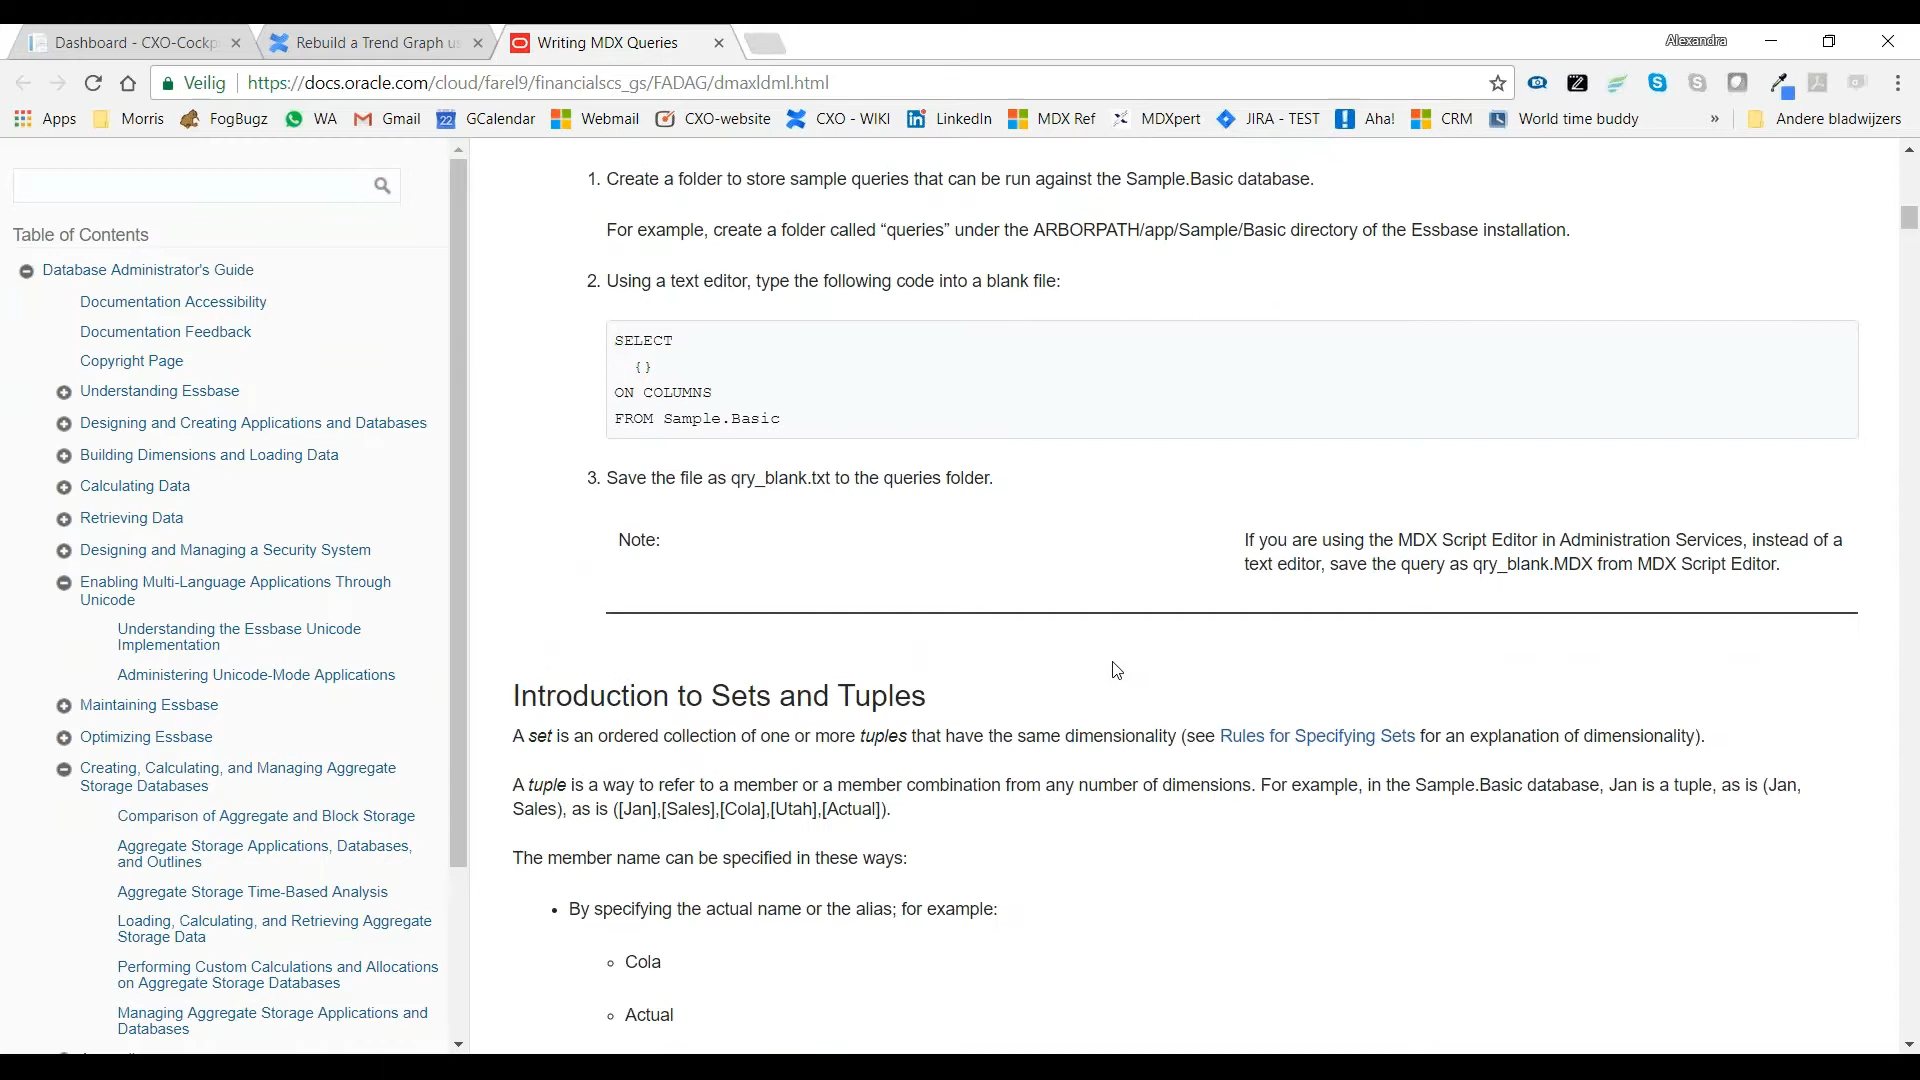 Dashboard - CXO-Cockp
Rebuild a Trend Graph us
Writing MDX Queries
Alexandra
Veilig
https://docs.oracle.com/cloud/farel9/financialscs_gs/FADAG/dmaxldml.html
Apps
Morris
FogBugz
WA
Gmail
22
GCalendar
Webmail
CXO-website
CXO - WIKI
LinkedIn
MDX Ref
MDXpert
JIRA - TEST
Aha!
CRM
World time buddy
»
Andere bladwijzers
Table of Contents
Database Administrator's Guide
Documentation Accessibility
Documentation Feedback
Copyright Page
Understanding Essbase
Designing and Creating Applications and Databases
Building Dimensions and Loading Data
Calculating Data
Retrieving Data
Designing and Managing a Security System
Enabling Multi-Language Applications Through
Unicode
Understanding the Essbase Unicode
Implementation
Administering Unicode-Mode Applications
Maintaining Essbase
Optimizing Essbase
Creating, Calculating, and Managing Aggregate
Storage Databases
Comparison of Aggregate and Block Storage
Aggregate Storage Applications, Databases,
and Outlines
Aggregate Storage Time-Based Analysis
Loading, Calculating, and Retrieving Aggregate
Storage Data
Performing Custom Calculations and Allocations
on Aggregate Storage Databases
Managing Aggregate Storage Applications and
Databases
1. Create a folder to store sample queries that can be run against the Sample.Basic database.
For example, create a folder called “queries” under the ARBORPATH/app/Sample/Basic directory of the Essbase installation.
2. Using a text editor, type the following code into a blank file:
SELECT
{}
ON COLUMNS
FROM Sample.Basic
3. Save the file as qry_blank.txt to the queries folder.
Note:
If you are using the MDX Script Editor in Administration Services, instead of a
text editor, save the query as qry_blank.MDX from MDX Script Editor.
Introduction to Sets and Tuples
A set is an ordered collection of one or more tuples that have the same dimensionality (see Rules for Specifying Sets for an explanation of dimensionality).
A tuple is a way to refer to a member or a member combination from any number of dimensions. For example, in the Sample.Basic database, Jan is a tuple, as is (Jan,
Sales), as is ([Jan],[Sales],[Cola],[Utah],[Actual]).
The member name can be specified in these ways:
• By specifying the actual name or the alias; for example:
Cola
Actual